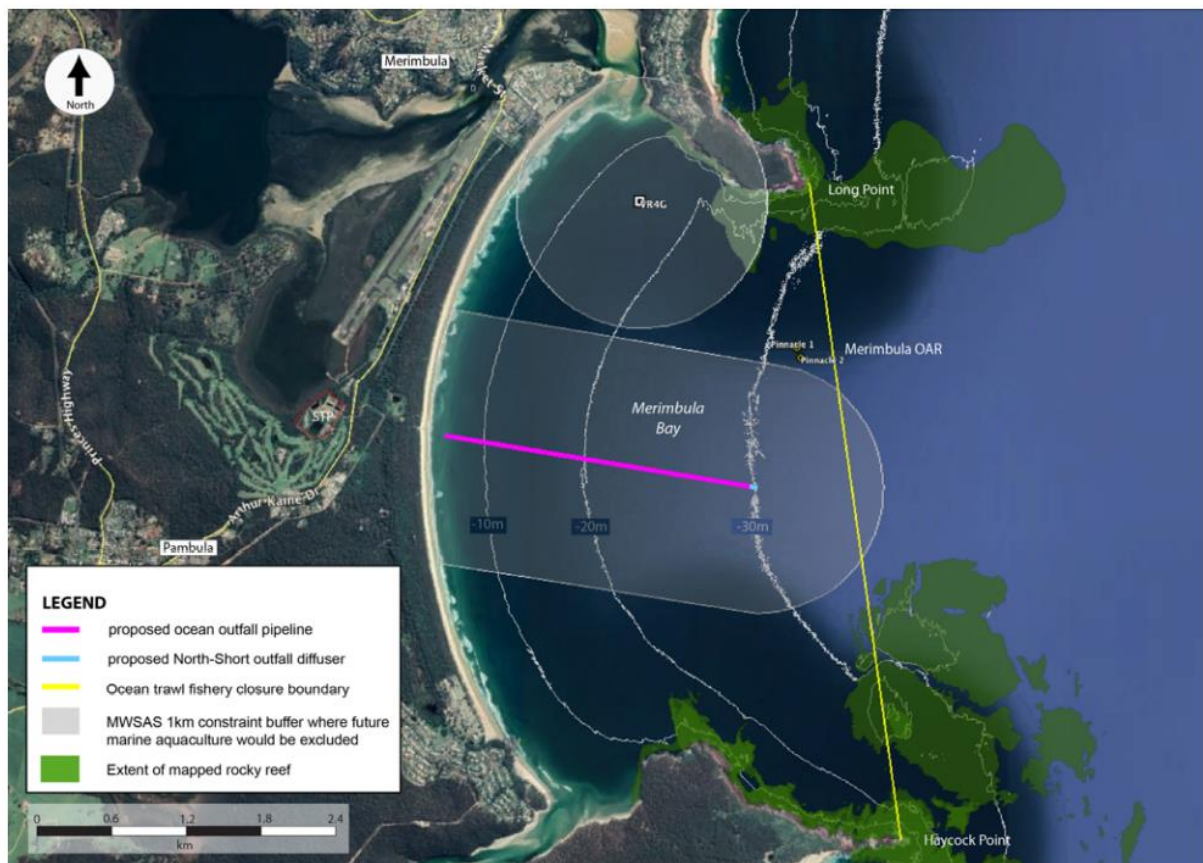 Merimbula
North
Market St
Long Point
FR4G
Pinnacle 1
Merimbula OAR
Pinnacle 2
Merimbula
Bay
STP
Princes Highway
Arthur Kaine Dr
-10m
-20m
-30m
Pambula
LEGEND
proposed ocean outfall pipeline
proposed North-Short outfall diffuser
Ocean trawl fishery closure boundary
MWSAS 1km constraint buffer where future
marine aquaculture would be excluded
Extent of mapped rocky reef
0 0.6 1.2 1.8 2.4
km
Haycock Point